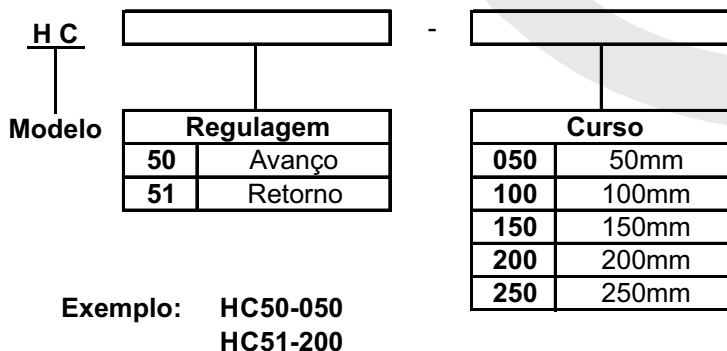 H C -
Modelo
Regulagem
50 Avanço
51 Retorno
Curso
050 50mm
100 100mm
150 150mm
200 200mm
250 250mm
Exemplo: HC50-050
HC51-200